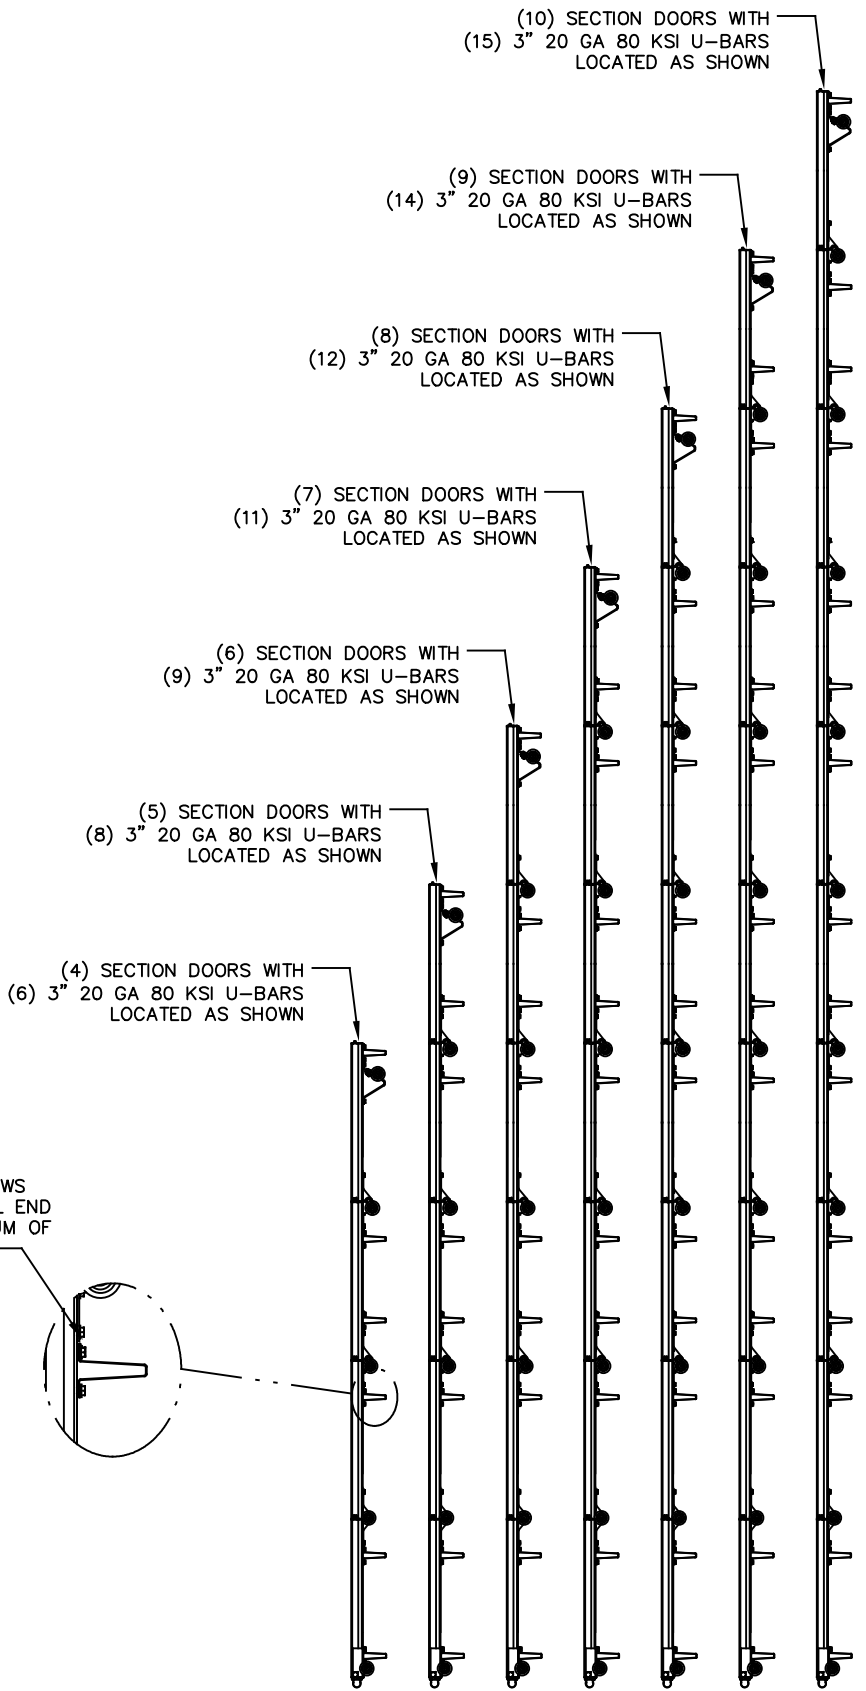 (10) SECTION DOORS WITH
(15) 3" 20 GA 80 KSI U-BARS
LOCATED AS SHOWN
(9) SECTION DOORS WITH
(14) 3" 20 GA 80 KSI U-BARS
LOCATED AS SHOWN
(8) SECTION DOORS WITH
(12) 3" 20 GA 80 KSI U-BARS
LOCATED AS SHOWN
(7) SECTION DOORS WITH
(11) 3" 20 GA 80 KSI U-BARS
LOCATED AS SHOWN
(6) SECTION DOORS WITH
(9) 3" 20 GA 80 KSI U-BARS
LOCATED AS SHOWN
(5) SECTION DOORS WITH
(8) 3" 20 GA 80 KSI U-BARS
LOCATED AS SHOWN
(4) SECTION DOORS WITH
(6) 3" 20 GA 80 KSI U-BARS
LOCATED AS SHOWN
END
OF